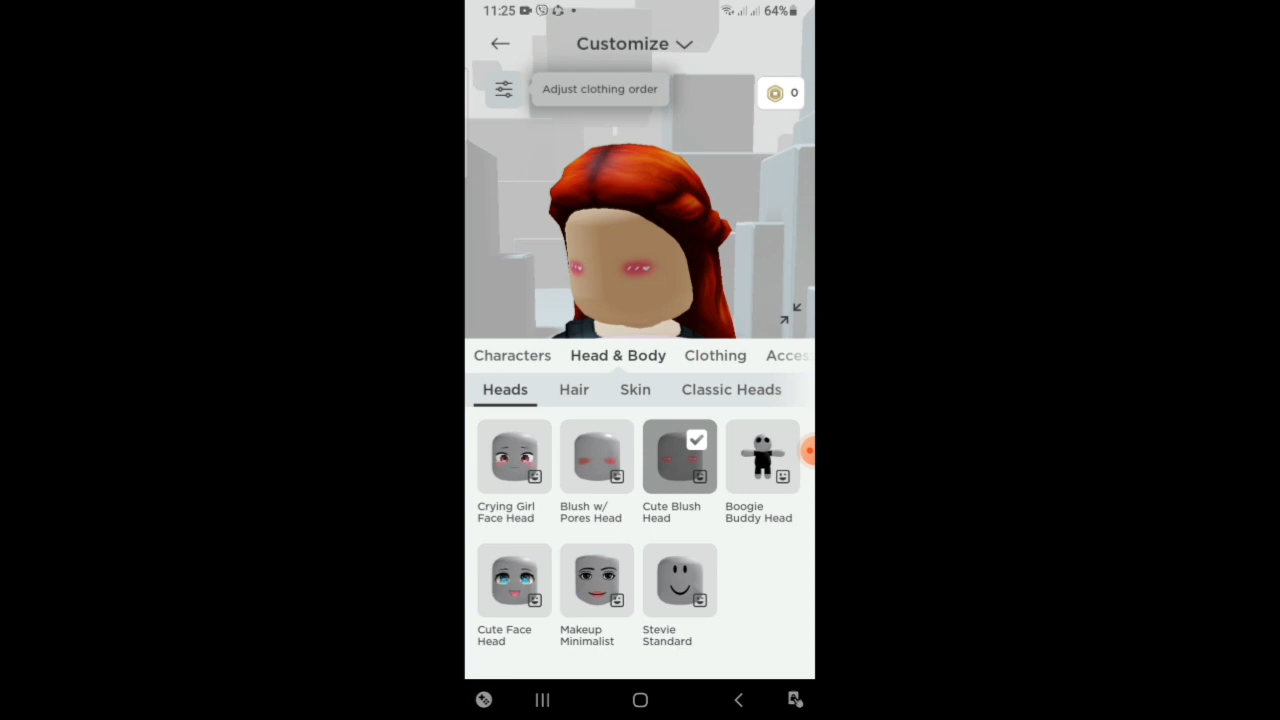 11:25
64%
Customize
Adjust clothing order
0
Characters Head & Body Clothing Acces
Heads Hair Skin Classic Heads
Crying Girl Face Head
Blush w/ Pores Head
Cute Blush Head
Boogie Buddy Head
Cute Face Head
Makeup Minimalist
Stevie Standard